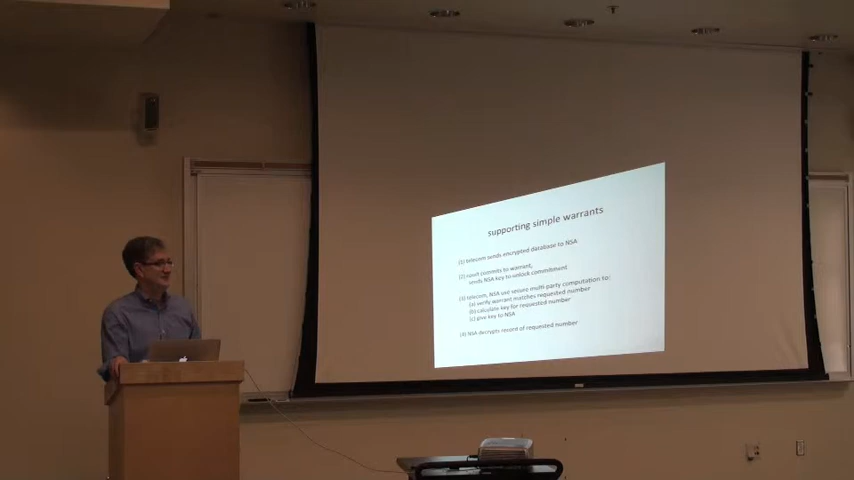 supporting simple warrants
(1) telecom sends encrypted database to NSA
(2) court commits to warrant,
sends NSA key to unlock commitment
(3) telecom, NSA use secure multi-party computation to:
(a) verify warrant matches requested number
(b) calculate key for requested number
(c) give key to NSA
(4) NSA decrypts record of requested number